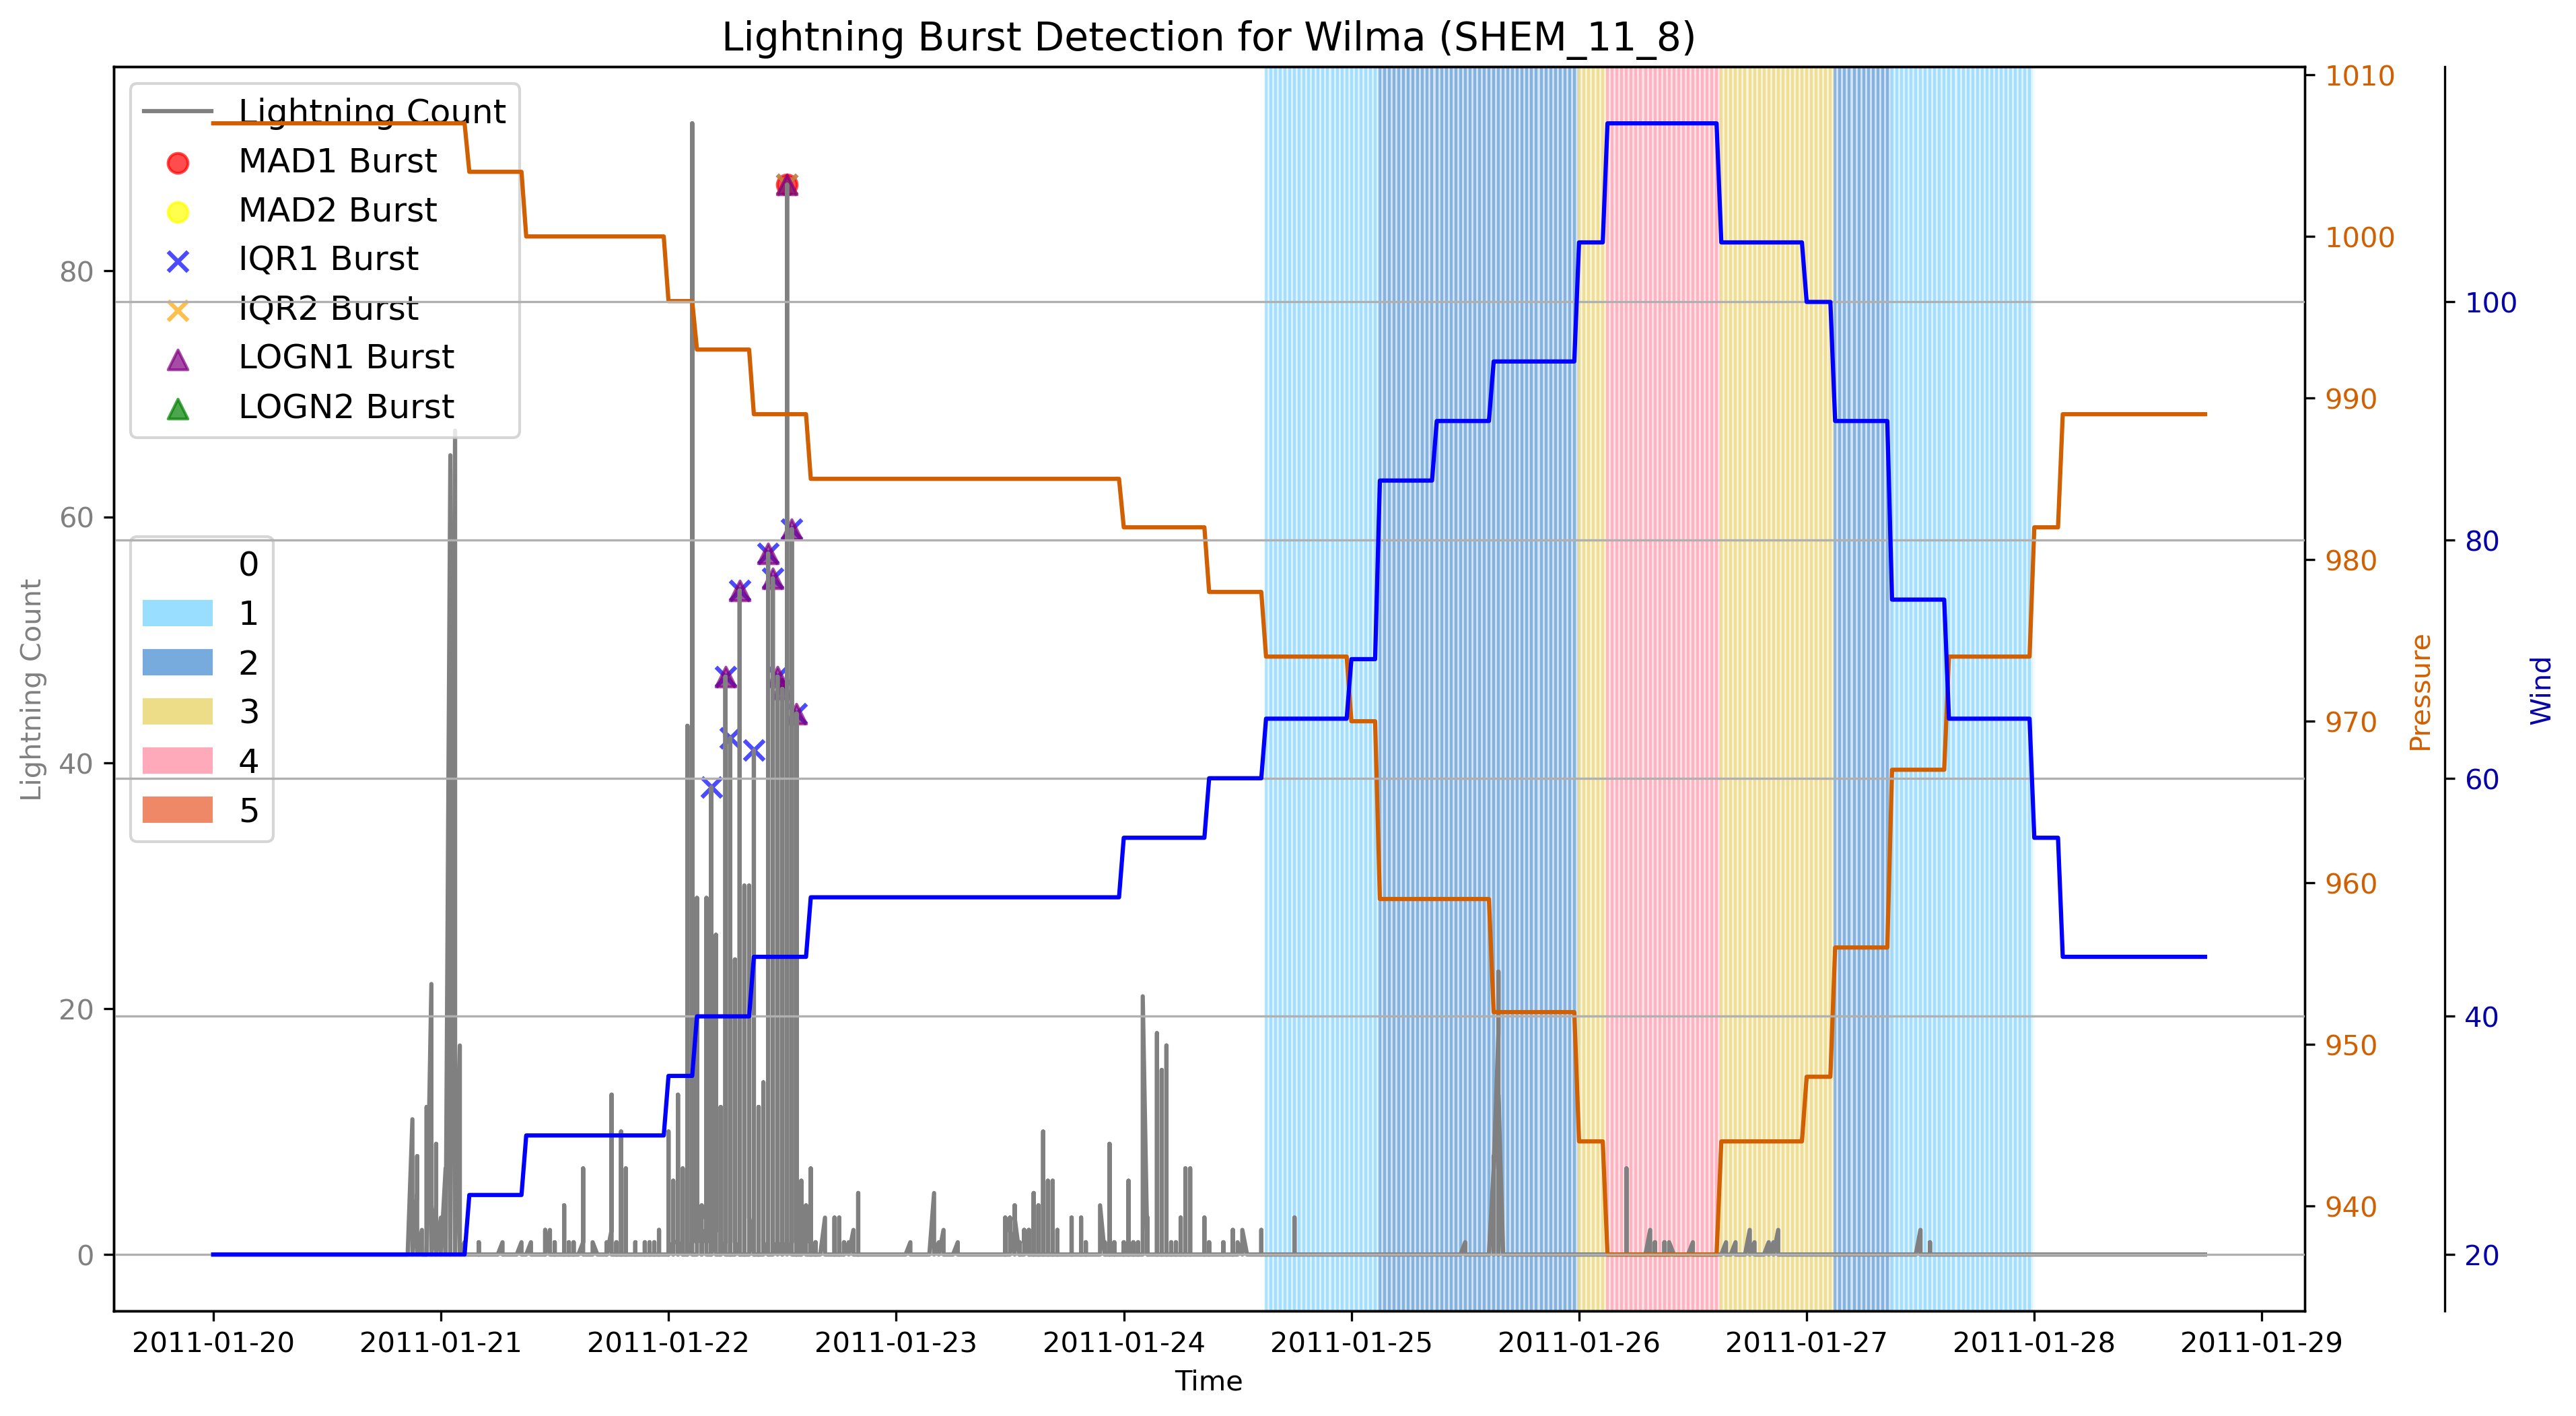 Lightning Burst Detection for Wilma (SHEM_11_8)
Lightning Count
MAD1 Burst
MAD2 Burst
IQR1 Burst
IQR2 Burst
LOGN1 Burst
LOGN2 Burst
0
1
2
3
4
5
Lightning Count
80
60
40
20
0
1010
1000
990
980
970
960
950
940
Pressure
100
80
60
40
20
Wind
2011-01-20 2011-01-21 2011-01-22 2011-01-23 2011-01-24 2011-01-25 2011-01-26 2011-01-27 2011-01-28 2011-01-29
Time